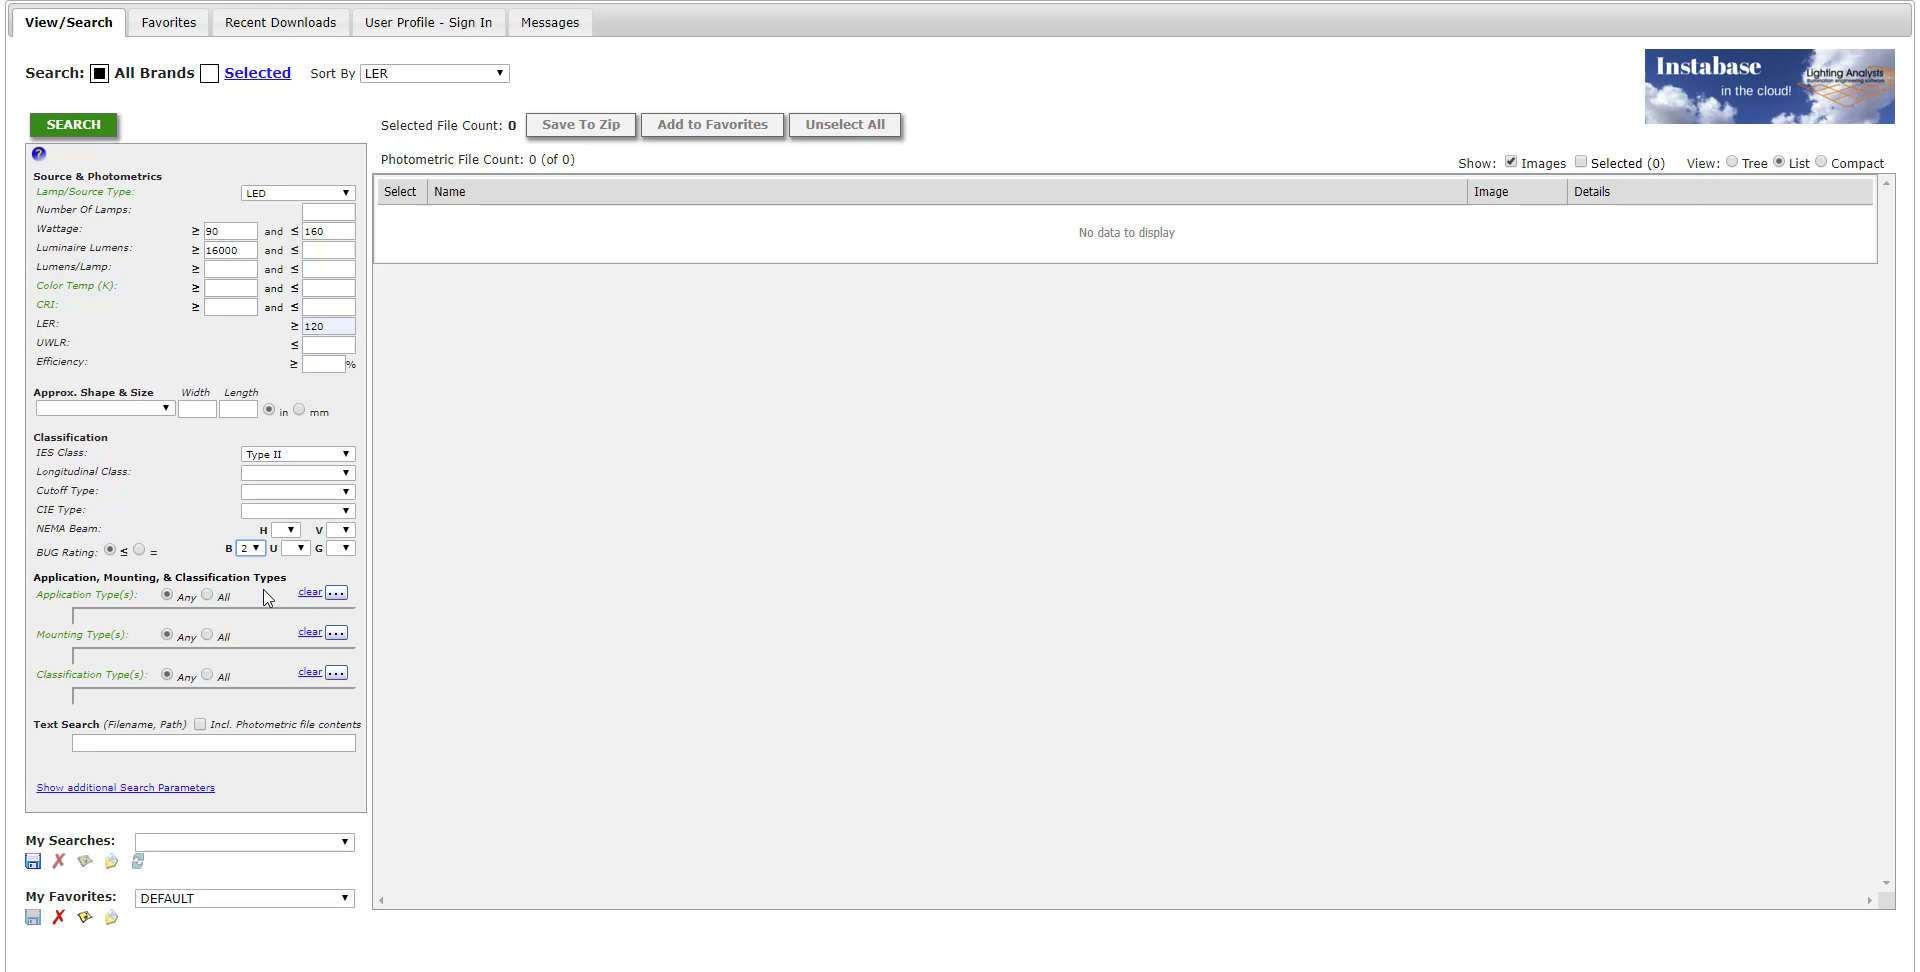 View/Search Favorites Recent Downloads User Profile - Sign In Messages
Search: All Brands Selected Sort By LER
Instabase
in the cloud!
Lighting Analysts
SEARCH
Selected File Count: 0 Save To Zip Add to Favorites Unselect All
Photometric File Count: 0 (of 0)
Show: Images Selected (0) View: Tree List Compact
?
Source & Photometrics
Lamp/Source Type: LED
Number Of Lamps:
Wattage: ≥ 90 and ≤ 160
Luminaire Lumens: ≥ 16000 and ≤
Lumens/Lamp: ≥ and ≤
Color Temp (K): ≥ and ≤
CRI: ≥ and ≤
LER: ≥ 120
UWLR: ≤
Efficiency: ≥ %
Approx. Shape & Size Width Length
in mm
Classification
IES Class: Type II
Longitudinal Class:
Cutoff Type:
CIE Type:
NEMA Beam: H V
BUG Rating: ≤ = B 2 U G
Application, Mounting, & Classification Types
Application Type(s): Any All clear ...
Mounting Type(s): Any All clear ...
Classification Type(s): Any All clear ...
Text Search (Filename, Path) Incl. Photometric file contents
Show additional Search Parameters
My Searches:
My Favorites: DEFAULT
Select Name Image Details
No data to display